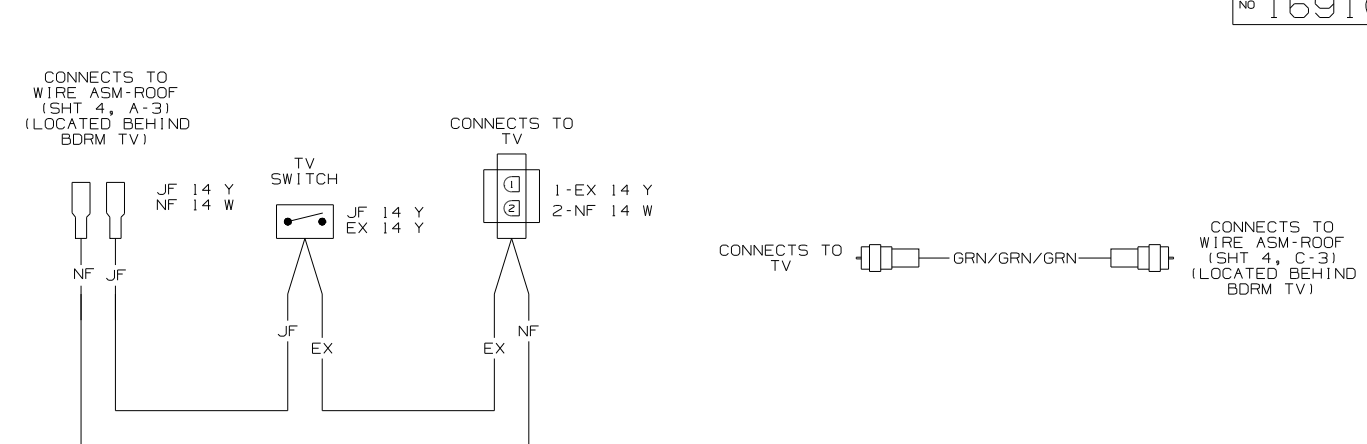 NO
CONNECTS TO
WIRE ASM-ROOF
(SHT 4, A-3)
(LOCATED BEHIND
BDRM TV)
JF 14 Y
NF 14 W
NF
JF
TV
SWITCH
JF 14 Y
EX 14 Y
JF
EX
CONNECTS TO
TV
1
2
1-EX 14 Y
2-NF 14 W
EX
NF
CONNECTS TO
TV
GRN/GRN/GRN
CONNECTS TO
WIRE ASM-ROOF
(SHT 4, C-3)
(LOCATED BEHIND
BDRM TV)